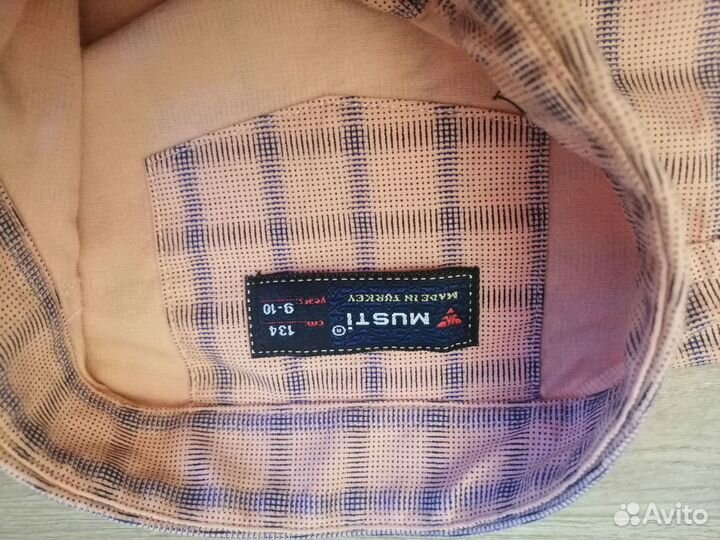 MUSTİ ®
MADE IN TURKEY
cm. 134
years. 9-10
Avito